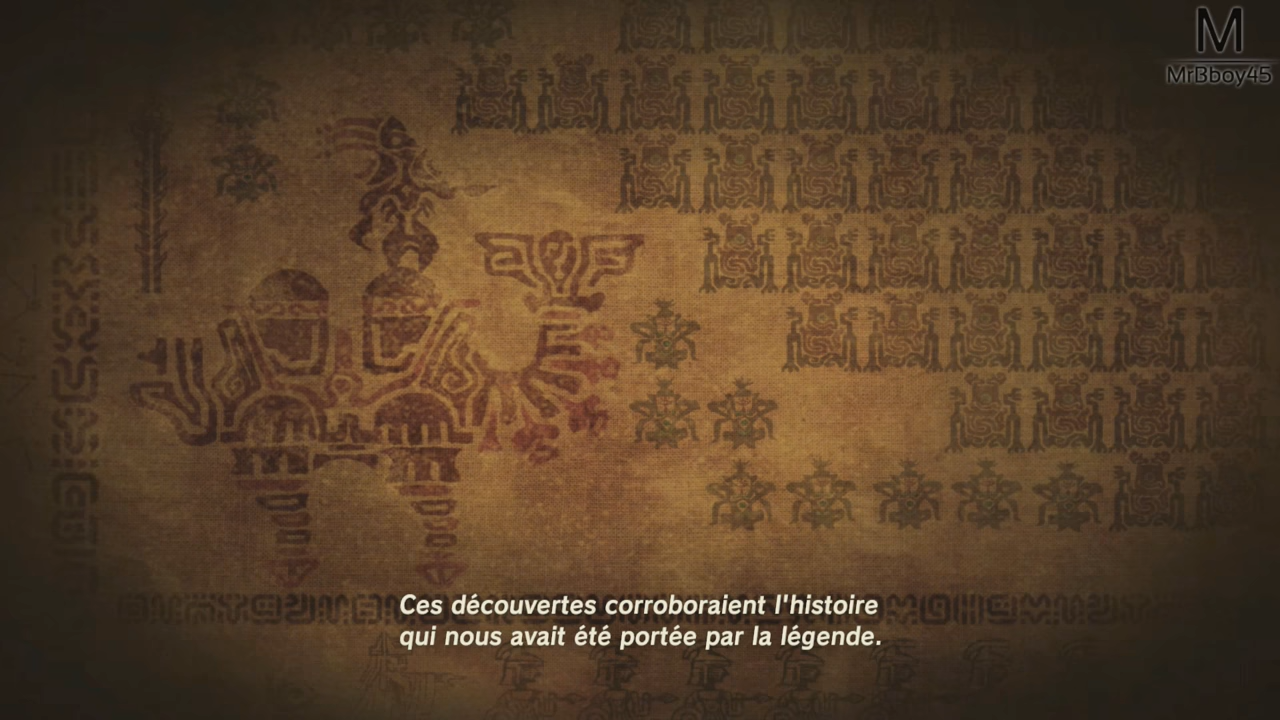 M
MrBboy45
Ces découvertes corroboraient l'histoire
qui nous avait été portée par la légende.